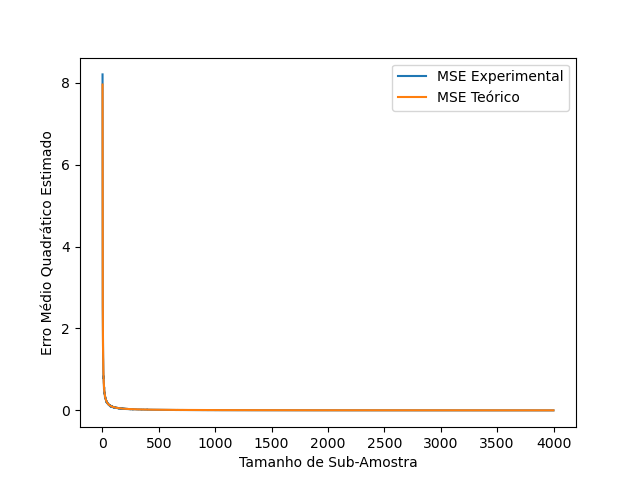 MSE Experimental
MSE Teórico
Erro Médio Quadrático Estimado
8
6
4
2
0
0 500 1000 1500 2000 2500 3000 3500 4000
Tamanho de Sub-Amostra